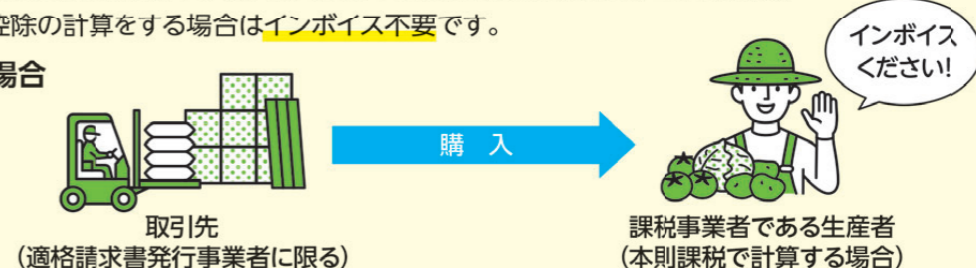 控除の計算をする場合はインボイス不要です。
場合
インボイス
ください!
購 入
取引先
(適格請求書発行事業者に限る)
課税事業者である生産者
(本則課税で計算する場合)